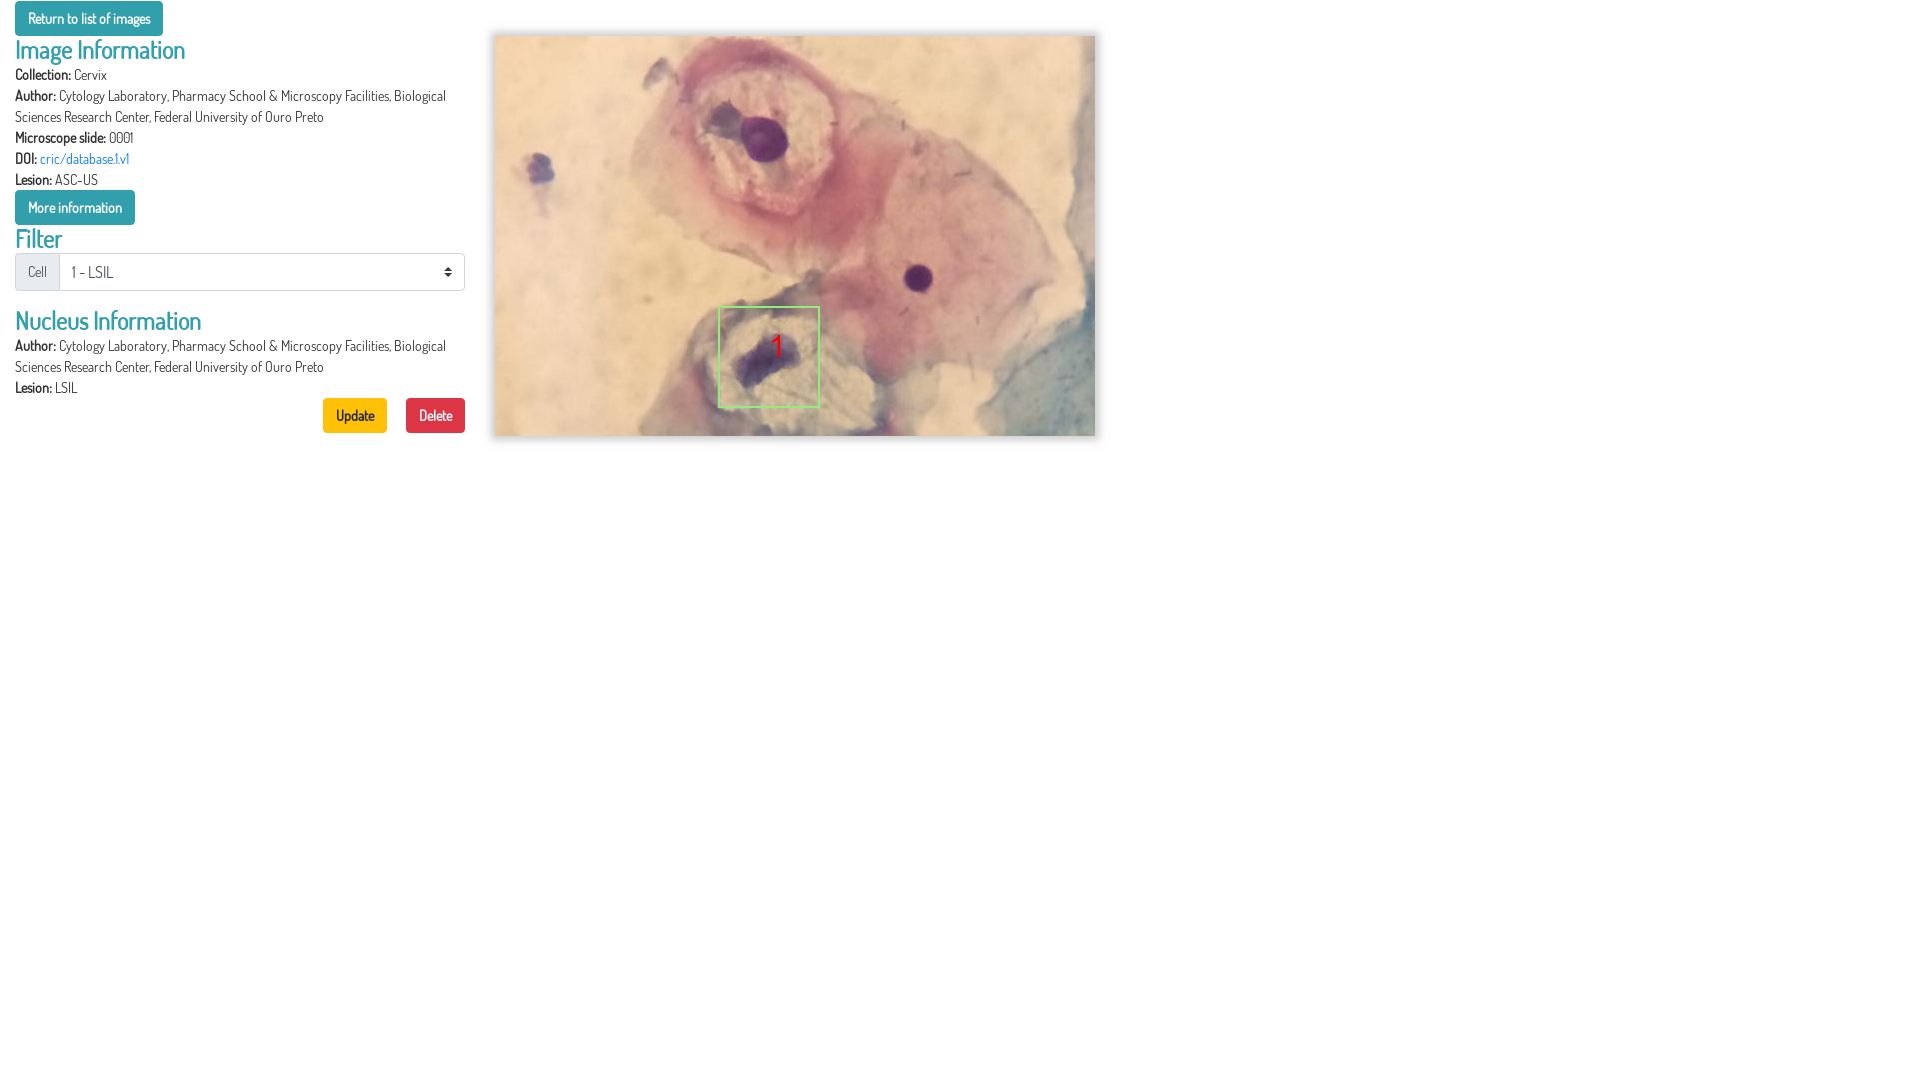 Return to list of images
Image Information
Collection: Cervix
Author: Cytology Laboratory, Pharmacy School & Microscopy Facilities, Biological
Sciences Research Center, Federal University of Ouro Preto
Microscope slide: 0001
DOI: cric/database.1.v1
Lesion: ASC-US
More information
Filter
Cell 1 - LSIL
Nucleus Information
Author: Cytology Laboratory, Pharmacy School & Microscopy Facilities, Biological
Sciences Research Center, Federal University of Ouro Preto
Lesion: LSIL
Update Delete
1